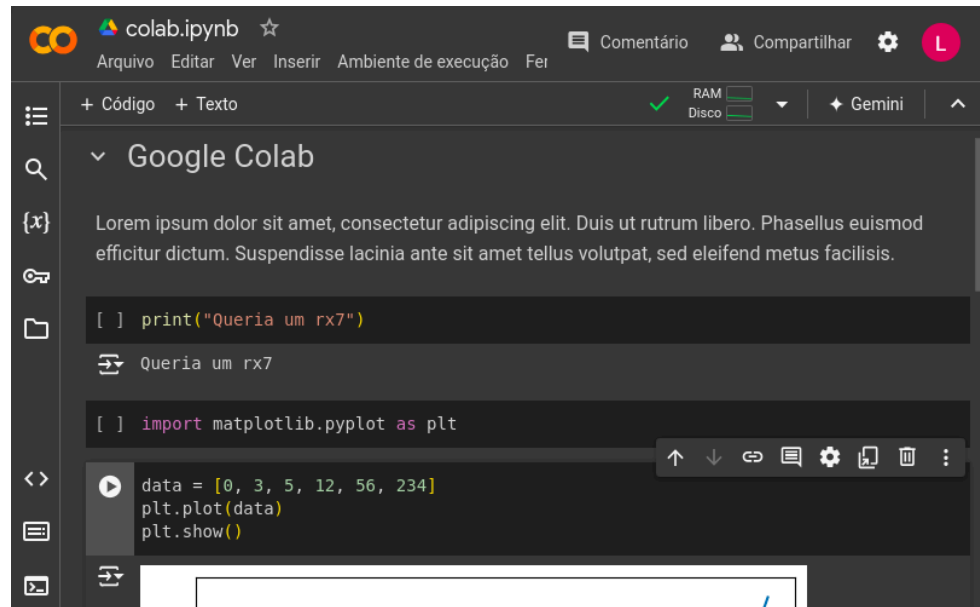 colab.ipynb
Comentário
Compartilhar
L
Arquivo Editar Ver Inserir Ambiente de execução Fer
+ Código + Texto
RAM
Disco
Gemini
Google Colab
{x}
Lorem ipsum dolor sit amet, consectetur adipiscing elit. Duis ut rutrum libero. Phasellus euismod
efficitur dictum. Suspendisse lacinia ante sit amet tellus volutpat, sed eleifend metus facilisis.
[ ] print("Queria um rx7")
Queria um rx7
[ ] import matplotlib.pyplot as plt
data = [0, 3, 5, 12, 56, 234]
plt.plot(data)
plt.show()